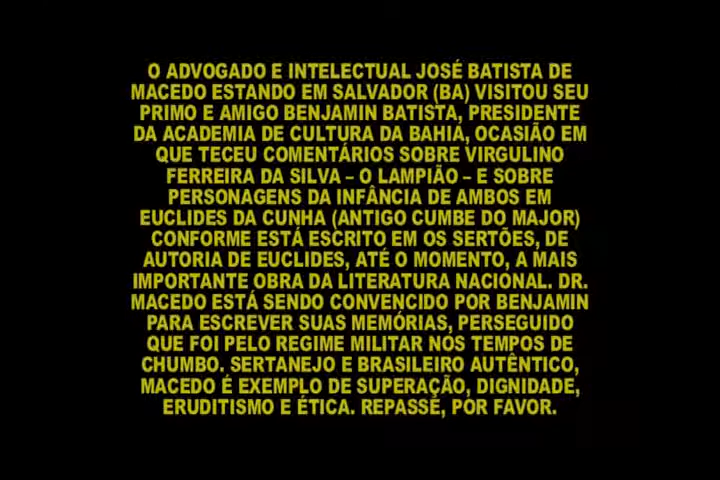 O ADVOGADO E INTELECTUAL JOSÉ BATISTA DE
MACEDO ESTANDO EM SALVADOR (BA) VISITOU SEU
PRIMO E AMIGO BENJAMIN BATISTA, PRESIDENTE
DA ACADEMIA DE CULTURA DA BAHIA, OCASIÃO EM
QUE TECEU COMENTÁRIOS SOBRE VIRGULINO
FERREIRA DA SILVA – O LAMPIÃO – E SOBRE
PERSONAGENS DA INFÂNCIA DE AMBOS EM
EUCLIDES DA CUNHA (ANTIGO CUMBE DO MAJOR)
CONFORME ESTÁ ESCRITO EM OS SERTÕES, DE
AUTORIA DE EUCLIDES, ATÉ O MOMENTO, A MAIS
IMPORTANTE OBRA DA LITERATURA NACIONAL. DR.
MACEDO ESTÁ SENDO CONVENCIDO POR BENJAMIN
PARA ESCREVER SUAS MEMÓRIAS, PERSEGUIDO
QUE FOI PELO REGIME MILITAR NOS TEMPOS DE
CHUMBO. SERTANEJO E BRASILEIRO AUTÊNTICO,
MACEDO É EXEMPLO DE SUPERAÇÃO, DIGNIDADE,
ERUDITISMO E ÉTICA. REPASSE, POR FAVOR.